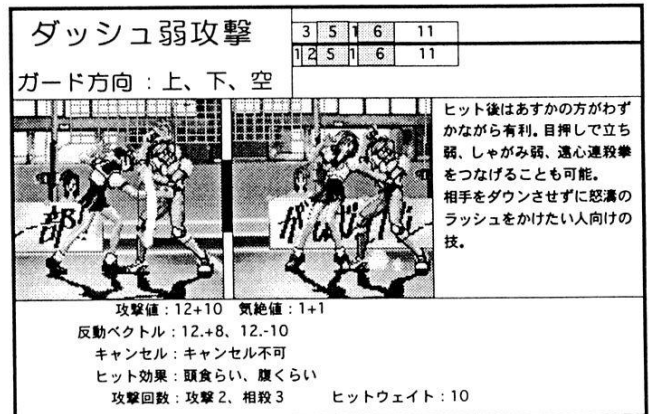 ダッシュ弱攻撃
3 5 1 6 11
1 2 5 1 6 11
ガード方向：上、下、空
ヒット後はあすかの方がわず
かながら有利。目押しで立ち
弱、しゃがみ弱、遠心連殺拳
をつなげることも可能。
相手をダウンさせずに怒濤の
ラッシュをかけたい人向けの
技。
攻撃値：12+10 気絶値：1+1
反動ベクトル：12.+8、12.-10
キャンセル：キャンセル不可
ヒット効果：頭食らい、腹くらい
攻撃回数：攻撃2、相殺3 ヒットウェイト：10